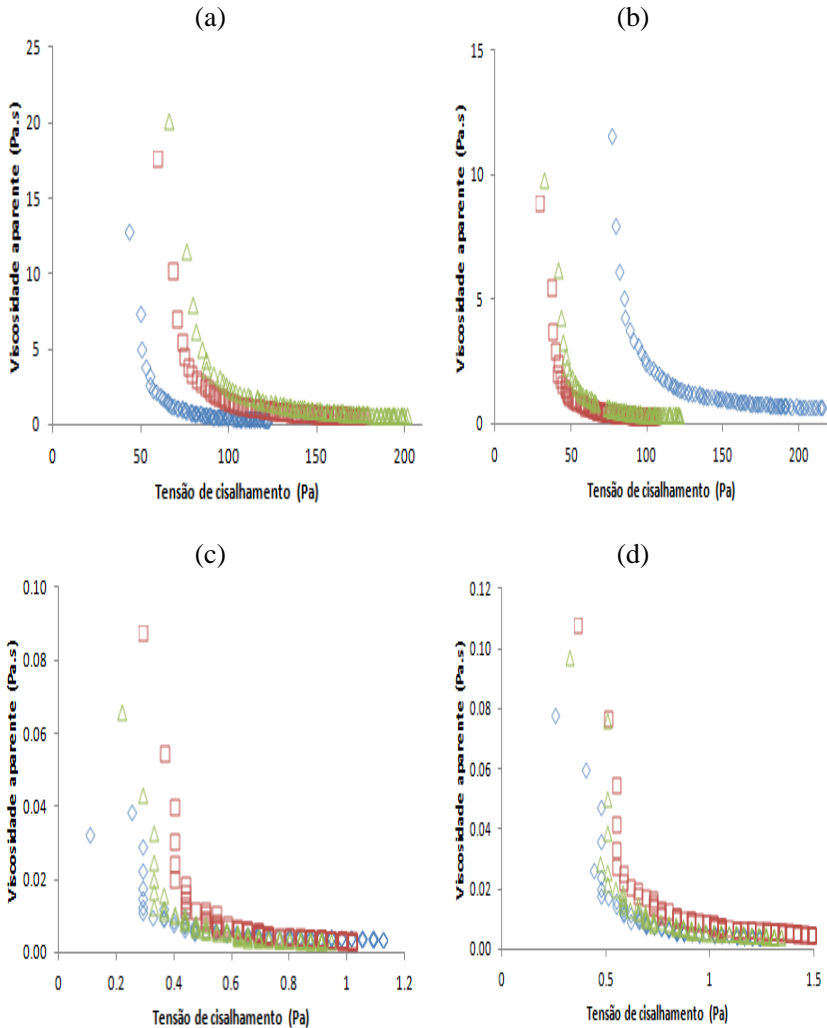 (a)
(b)
Viscosidade aparente (Pa.s)
25
20
15
10
5
0
0 50 100 150 200
Tensão de cisalhamento (Pa)
Viscosidade aparente (Pa.s)
15
10
5
0
0 50 100 150 200
Tensão de cisalhamento (Pa)
(c)
(d)
Viscosidade aparente (Pa.s)
0.10
0.08
0.06
0.04
0.02
0.00
0 0.2 0.4 0.6 0.8 1 1.2
Tensão de cisalhamento (Pa)
Viscosidade aparente (Pa.s)
0.12
0.10
0.08
0.06
0.04
0.02
0.00
0 0.5 1 1.5
Tensão de cisalhamento (Pa)